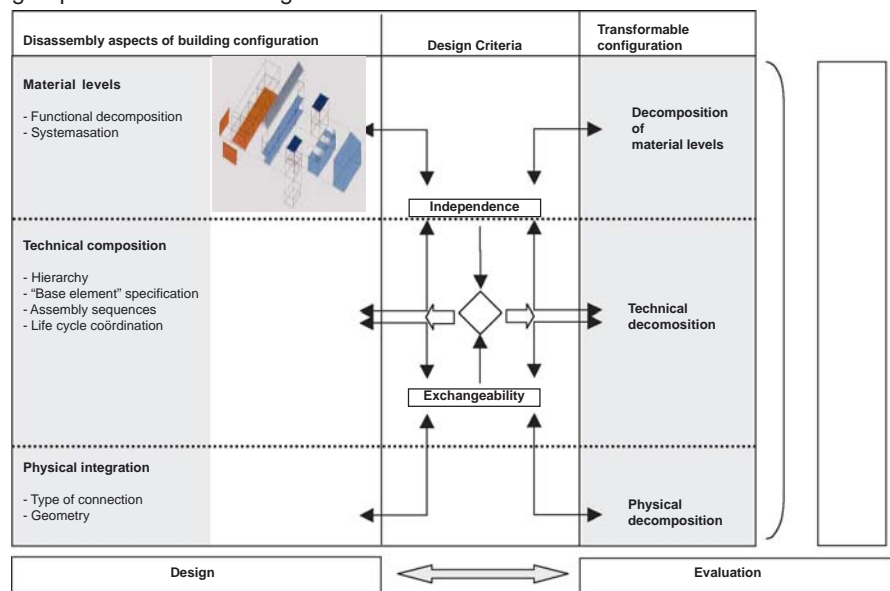 Disassembly aspects of building configuration
Design Criteria
Transformable
configuration
Material levels
- Functional decomposition
- Systemasation
Decomposition
of
material levels
Independence
Technical composition
- Hierarchy
- "Base element" specification
- Assembly sequences
- Life cycle coördination
Technical
decomosition
Exchangeability
Physical integration
- Type of connection
- Geometry
Physical
decomposition
Design
Evaluation